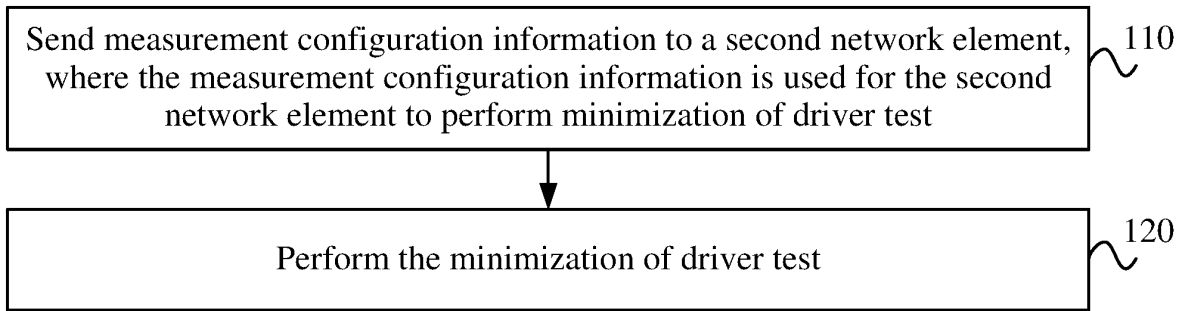 Send measurement configuration information to a second network element,
where the measurement configuration information is used for the second
network element to perform minimization of driver test
110
Perform the minimization of driver test
120